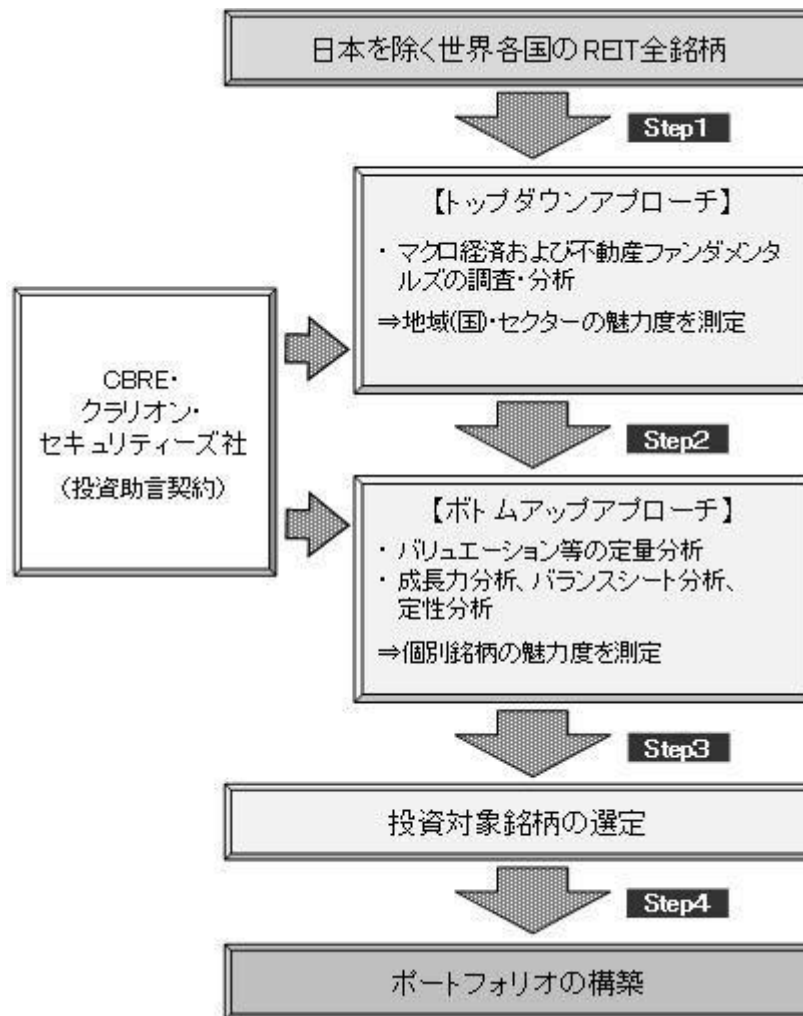 日本を除く世界各国のREIT全銘柄
Step1
【トップダウンアプローチ】
・ マクロ経済および不動産ファンダメンタ
ルズの調査・分析
⇒地域(国)・セクターの魅力度を測定
CBRE・
クラリオン・
セキュリティーズ社
（投資助言契約）
Step2
【ボトムアップアプローチ】
・ バリュエーション等の定量分析
・ 成長力分析、バランスシート分析、
定性分析
⇒個別銘柄の魅力度を測定
Step3
投資対象銘柄の選定
Step4
ポートフォリオの構築